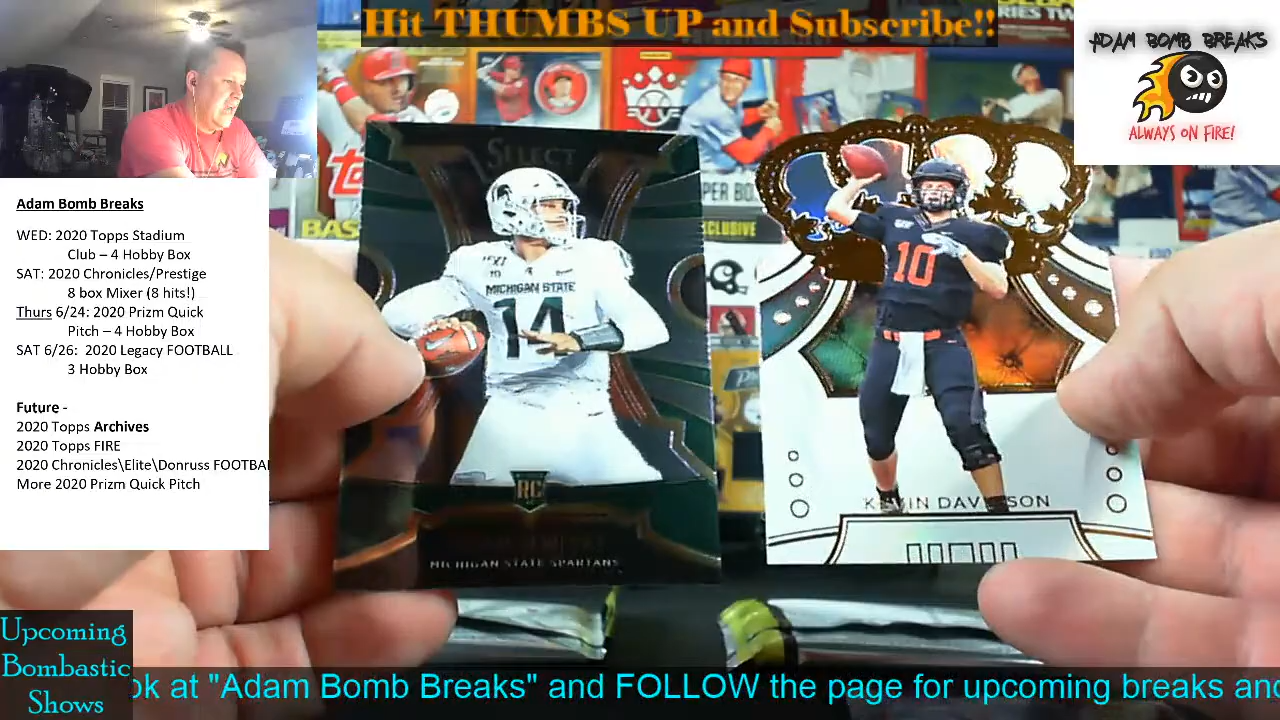 Hit THUMBS UP and Subscribe!!
ADAM BOMB BREAKS
ALWAYS ON FIRE!
Adam Bomb Breaks
WED: 2020 Topps Stadium
Club – 4 Hobby Box
SAT: 2020 Chronicles/Prestige
8 box Mixer (8 hits!)
Thurs 6/24: 2020 Prizm Quick
Pitch – 4 Hobby Box
SAT 6/26: 2020 Legacy FOOTBALL
3 Hobby Box
Future -
2020 Topps Archives
2020 Topps FIRE
2020 Chronicles\Elite\Donruss FOOTBAL
More 2020 Prizm Quick Pitch
SELECT
MICHIGAN STATE
14
RC
MICHIGAN STATE SPARTANS
10
KEVIN DAVIDSON
EXCLUSIVE
Upcoming
Bombastic
Shows
ok at "Adam Bomb Breaks" and FOLLOW the page for upcoming breaks and